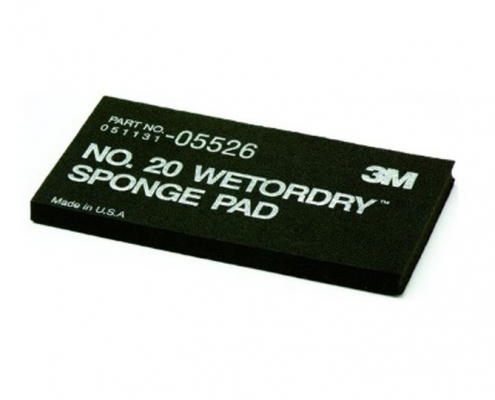 PART NO.
051131-05526
3M
NO. 20 WETORDRY™
SPONGE PAD
Made in U.S.A